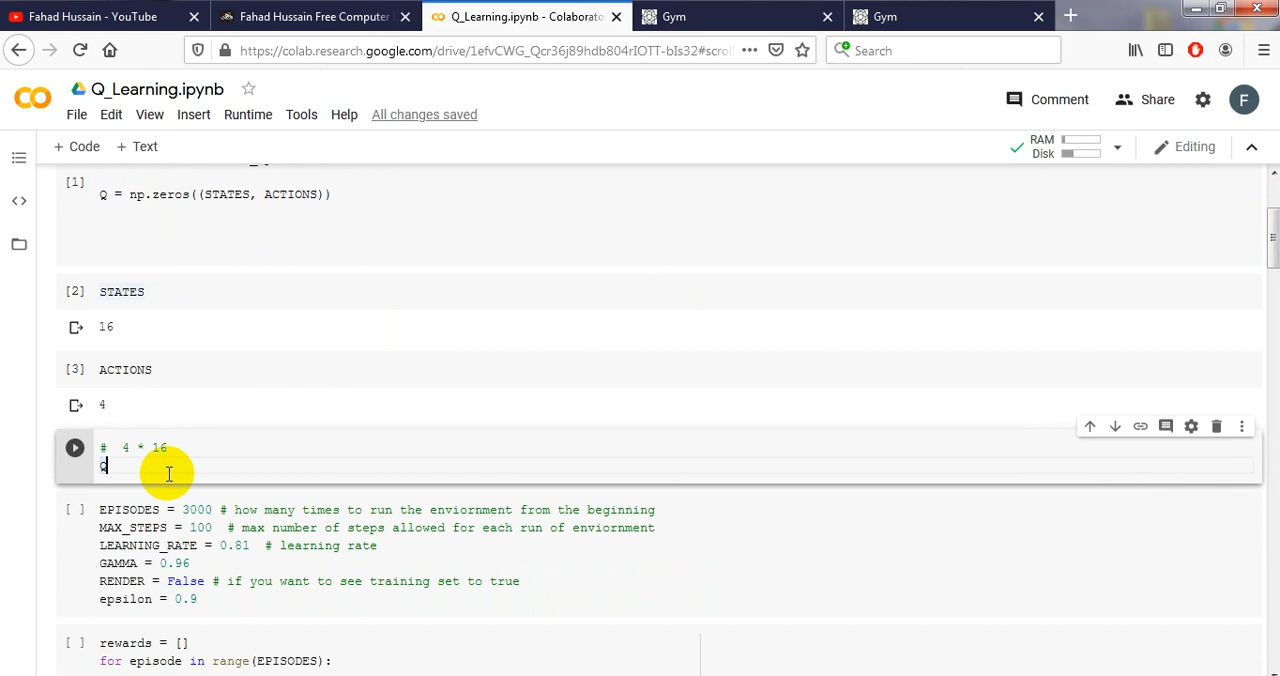 Fahad Hussain - YouTube
Fahad Hussain Free Computer
Q_Learning.ipynb - Colaborato
Gym
Gym
https://colab.research.google.com/drive/1efvCWG_Qcr36j89hdb804rIOTT-bIs32#scrol
Search
Q_Learning.ipynb
Comment
Share
F
File Edit View Insert Runtime Tools Help All changes saved
+ Code + Text
RAM
Disk
Editing
[1]
Q = np.zeros((STATES, ACTIONS))
[2] STATES
16
[3] ACTIONS
4
# 4 * 16
Q
[ ] EPISODES = 3000 # how many times to run the enviornment from the beginning
MAX_STEPS = 100 # max number of steps allowed for each run of enviornment
LEARNING_RATE = 0.81 # learning rate
GAMMA = 0.96
RENDER = False # if you want to see training set to true
epsilon = 0.9
[ ] rewards = []
for episode in range(EPISODES):